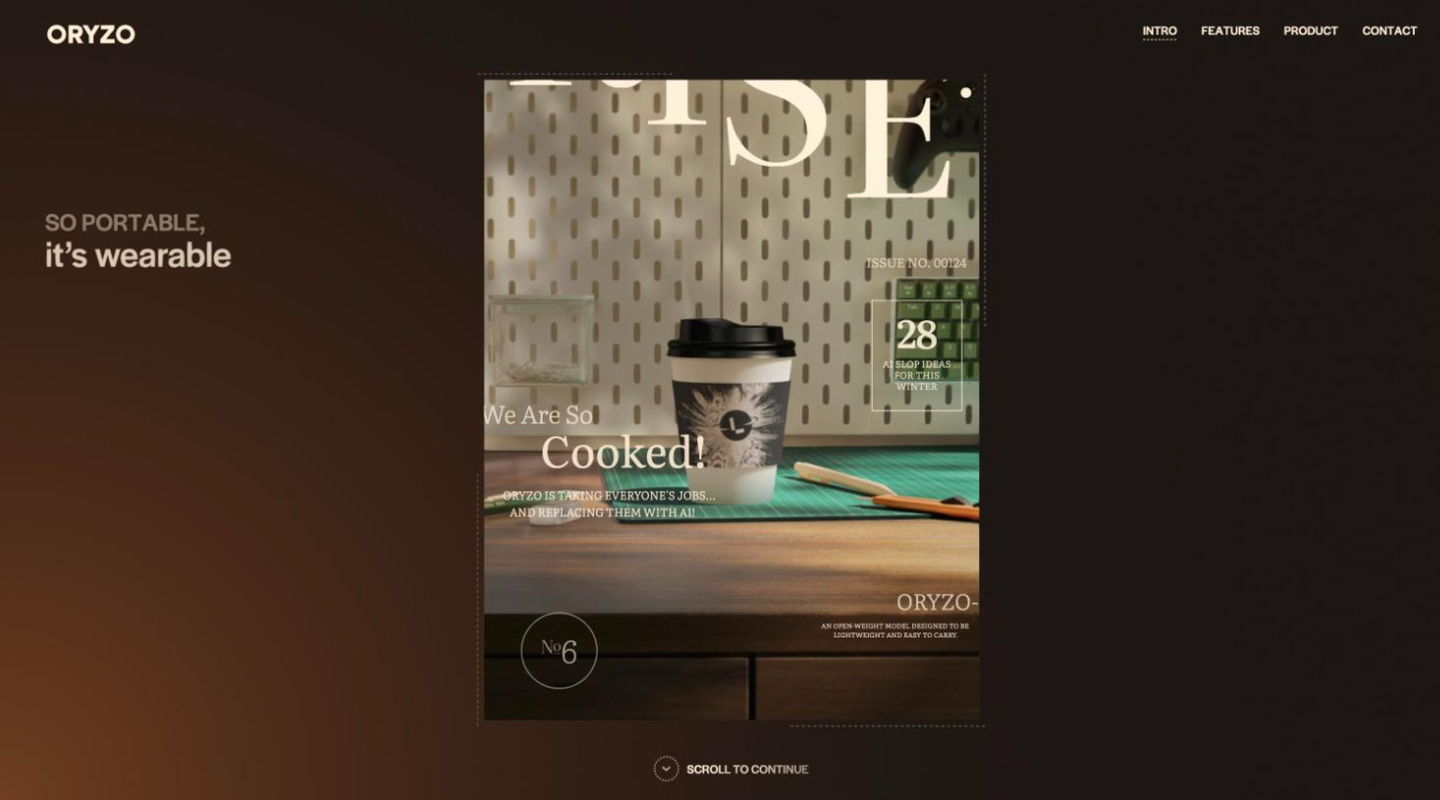 ORYZO
INTRO FEATURES PRODUCT CONTACT
SO PORTABLE,
it’s wearable
SE
ISSUE NO. 00124
28
AI SLOP IDEAS
FOR THIS
WINTER
We Are So
Cooked!
ORYZO IS TAKING EVERYONE'S JOBS...
AND REPLACING THEM WITH AI!
ORYZO-
AN OPEN-WEIGHT MODEL DESIGNED TO BE
LIGHTWEIGHT AND EASY TO CARRY.
No6
SCROLL TO CONTINUE